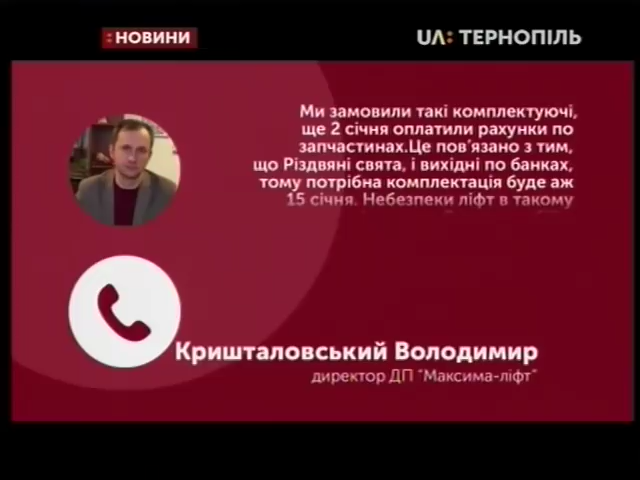 :НОВИНИ
UA: ТЕРНОПІЛЬ
Ми замовили такі комплектуючі,
ще 2 січня оплатили рахунки по
запчастинах.Це пов'язано з тим,
що Різдвяні свята, і вихідні по банках,
тому потрібна комплектація буде аж
15 січня. Небезпеки ліфт в такому
Кришталовський Володимир
директор ДП "Максима-ліфт"